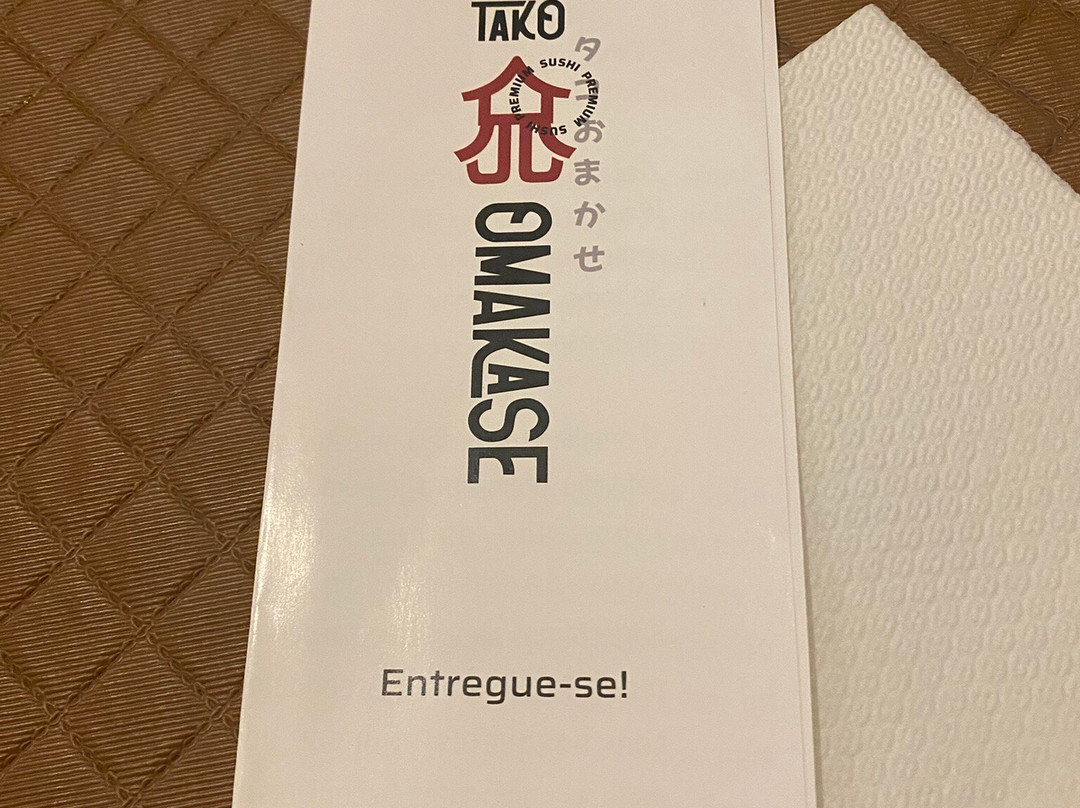 TAKO
SUSHI PREMIUM SUSHI PREMIUM
タコおまかせ
OMAKASE
Entregue-se!